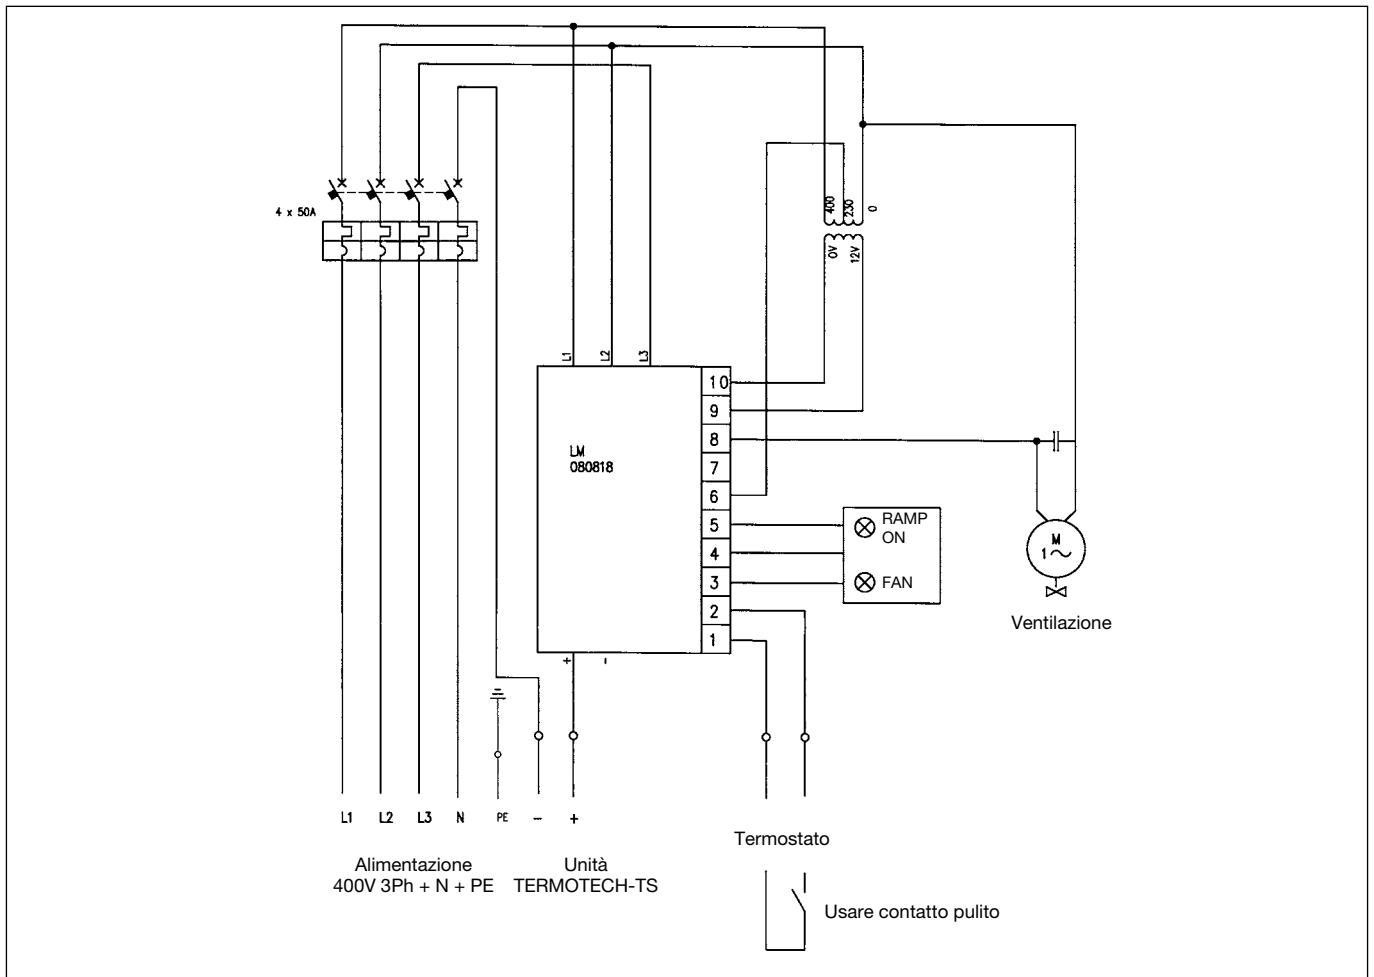 4 x 50A
400
230
0
0V
12V
L1
L2
L3
10
9
8
7
6
5
4
3
2
1
LM
080818
RAMP
ON
FAN
M
1~
Ventilazione
+
-
L1 L2 L3 N PE - +
Alimentazione
400V 3Ph + N + PE
Unità
TERMOTECH-TS
Termostato
Usare contatto pulito